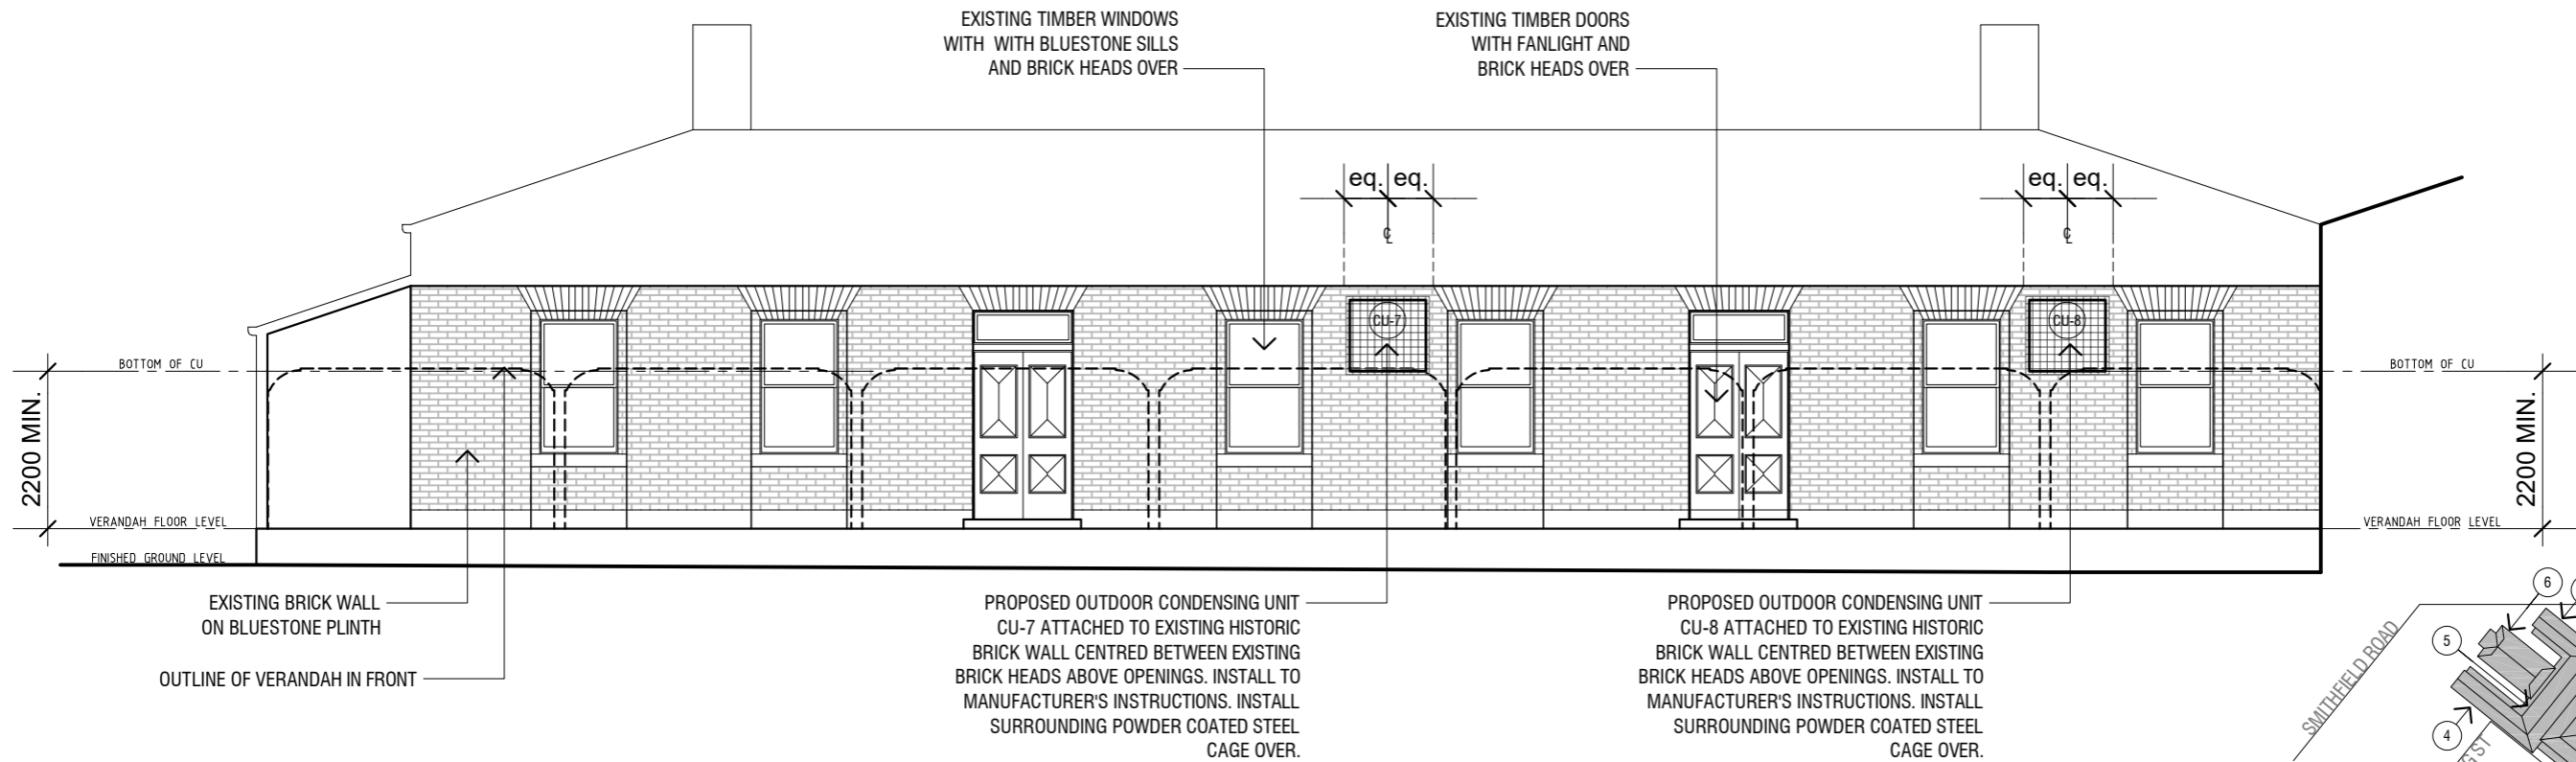 EXISTING TIMBER WINDOWS
WITH WITH BLUESTONE SILLS
AND BRICK HEADS OVER
EXISTING TIMBER DOORS
WITH FANLIGHT AND
BRICK HEADS OVER
eq. eq.
℄
eq. eq.
℄
CU-7
CU-8
BOTTOM OF CU
BOTTOM OF CU
2200 MIN.
2200 MIN.
VERANDAH FLOOR LEVEL
VERANDAH FLOOR LEVEL
FINISHED GROUND LEVEL
EXISTING BRICK WALL
ON BLUESTONE PLINTH
OUTLINE OF VERANDAH IN FRONT
PROPOSED OUTDOOR CONDENSING UNIT
CU-7 ATTACHED TO EXISTING HISTORIC
BRICK WALL CENTRED BETWEEN EXISTING
BRICK HEADS ABOVE OPENINGS. INSTALL TO
MANUFACTURER'S INSTRUCTIONS. INSTALL
SURROUNDING POWDER COATED STEEL
CAGE OVER.
PROPOSED OUTDOOR CONDENSING UNIT
CU-8 ATTACHED TO EXISTING HISTORIC
BRICK WALL CENTRED BETWEEN EXISTING
BRICK HEADS ABOVE OPENINGS. INSTALL TO
MANUFACTURER'S INSTRUCTIONS. INSTALL
SURROUNDING POWDER COATED STEEL
CAGE OVER.
SMITHFIELD ROAD
6
5
4